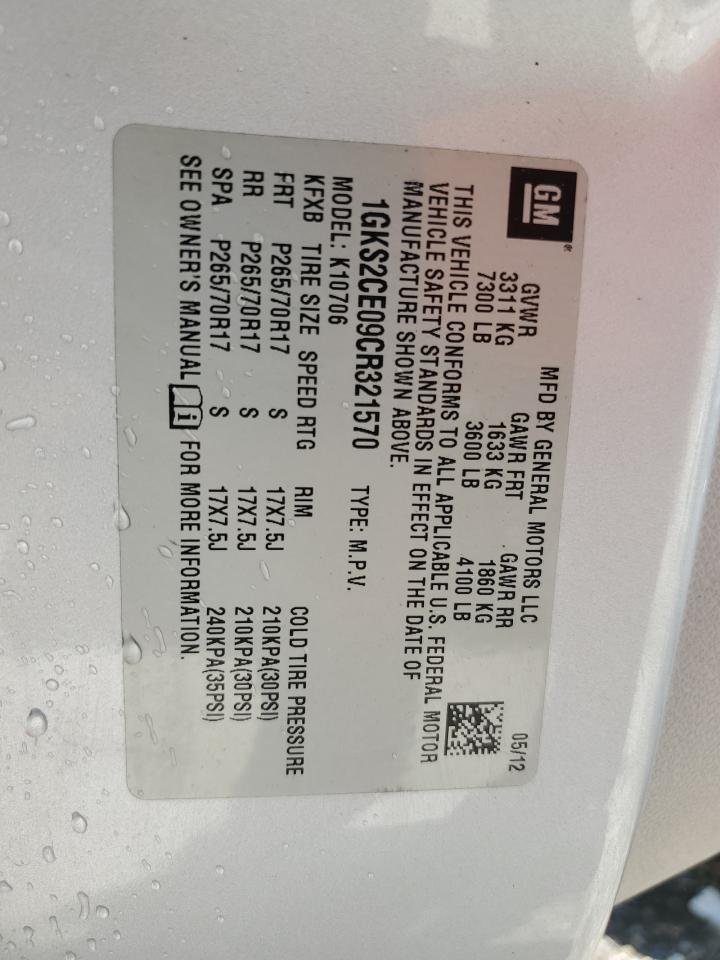 GM
MFD BY GENERAL MOTORS LLC 05/12
GVWR GAWR FRT GAWR RR
3311 KG 1633 KG 1860 KG
7300 LB 3600 LB 4100 LB
THIS VEHICLE CONFORMS TO ALL APPLICABLE U.S. FEDERAL MOTOR
VEHICLE SAFETY STANDARDS IN EFFECT ON THE DATE OF
MANUFACTURE SHOWN ABOVE.
1GKS2CE09CR321570 TYPE: M.P.V.
MODEL: K10706
KFXB TIRE SIZE SPEED RTG RIM COLD TIRE PRESSURE
FRT P265/70R17 S 17X7.5J 210KPA(30PSI)
RR P265/70R17 S 17X7.5J 210KPA(30PSI)
SPA P265/70R17 S 17X7.5J 240KPA(35PSI)
SEE OWNER'S MANUAL i FOR MORE INFORMATION.